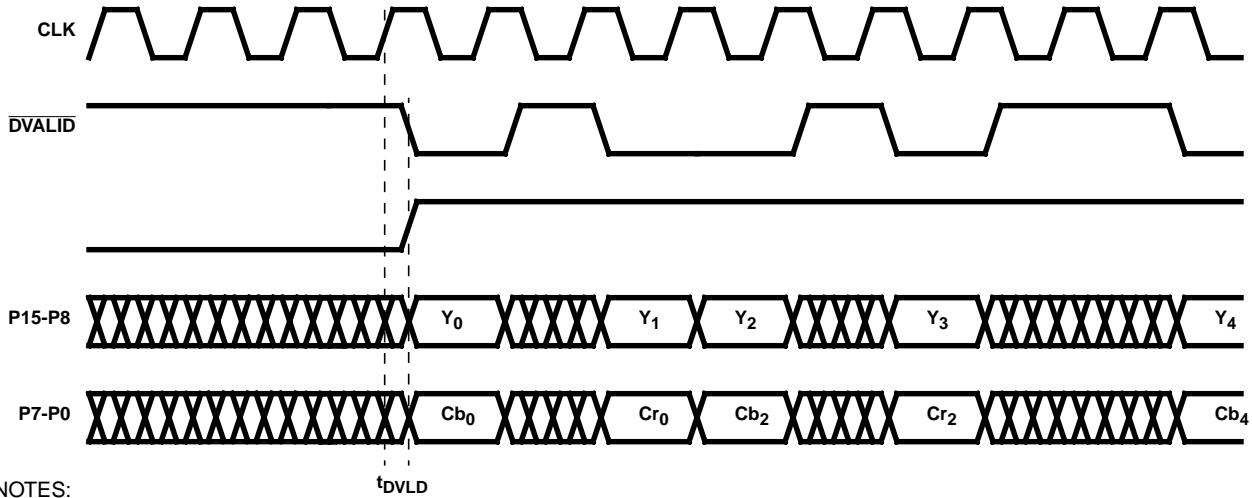 CLK
DVALID
P15-P8
Y0 Y1 Y2 Y3 Y4
P7-P0
Cb0 Cr0 Cb2 Cr2 Cb4
tDVLD
NOTES: